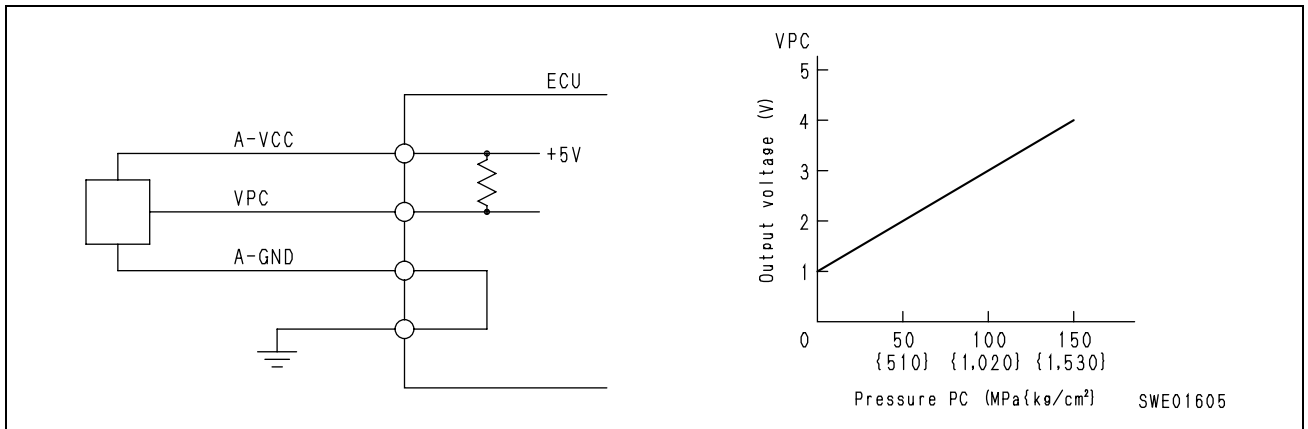 ECU
A-VCC
+5V
VPC
A-GND
VPC
Output voltage (V)
5
4
3
2
1
0 50 100 150
{510} {1,020} {1,530}
Pressure PC (MPa{kg/cm²}
SWE01605